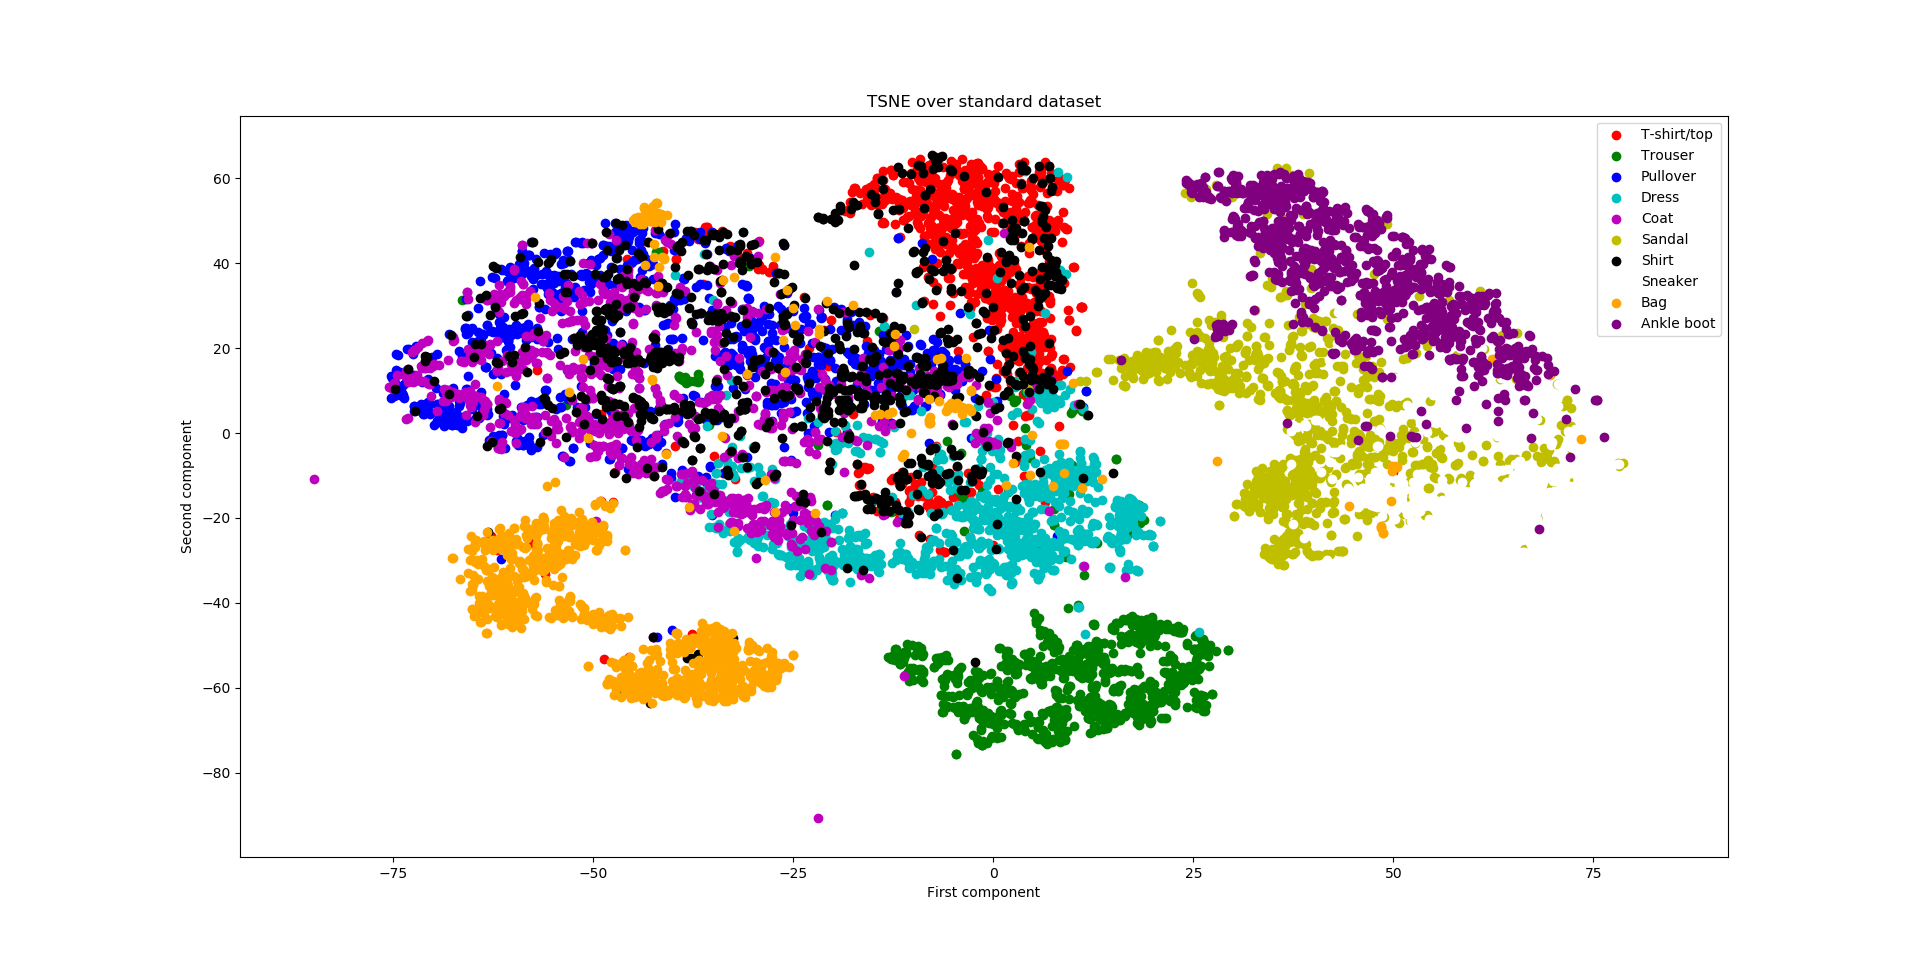 TSNE over standard dataset
T-shirt/top
Trouser
Pullover
Dress
Coat
Sandal
Shirt
Sneaker
Bag
Ankle boot
60
40
20
0
−20
−40
−60
−80
Second component
−75
−50
−25
0
25
50
75
First component